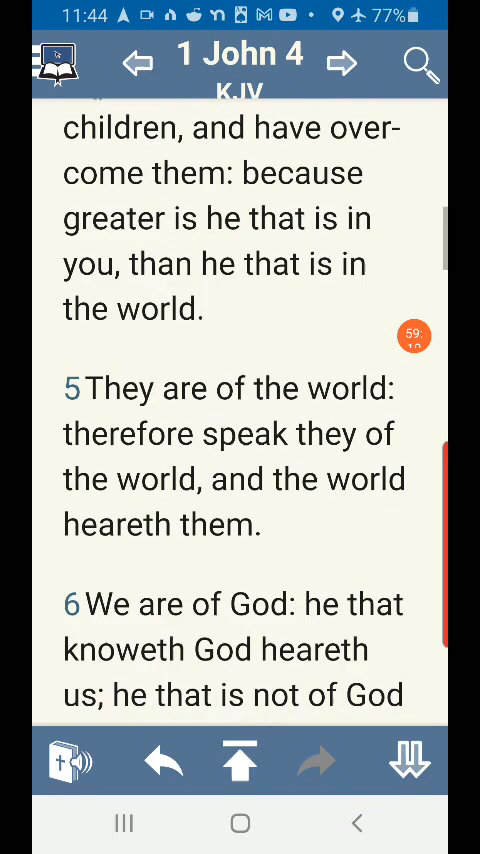 11:44
77%
1 John 4
KJV
children, and have over-
come them: because
greater is he that is in
you, than he that is in
the world.
59:
5 They are of the world:
therefore speak they of
the world, and the world
heareth them.
6 We are of God: he that
knoweth God heareth
us; he that is not of God